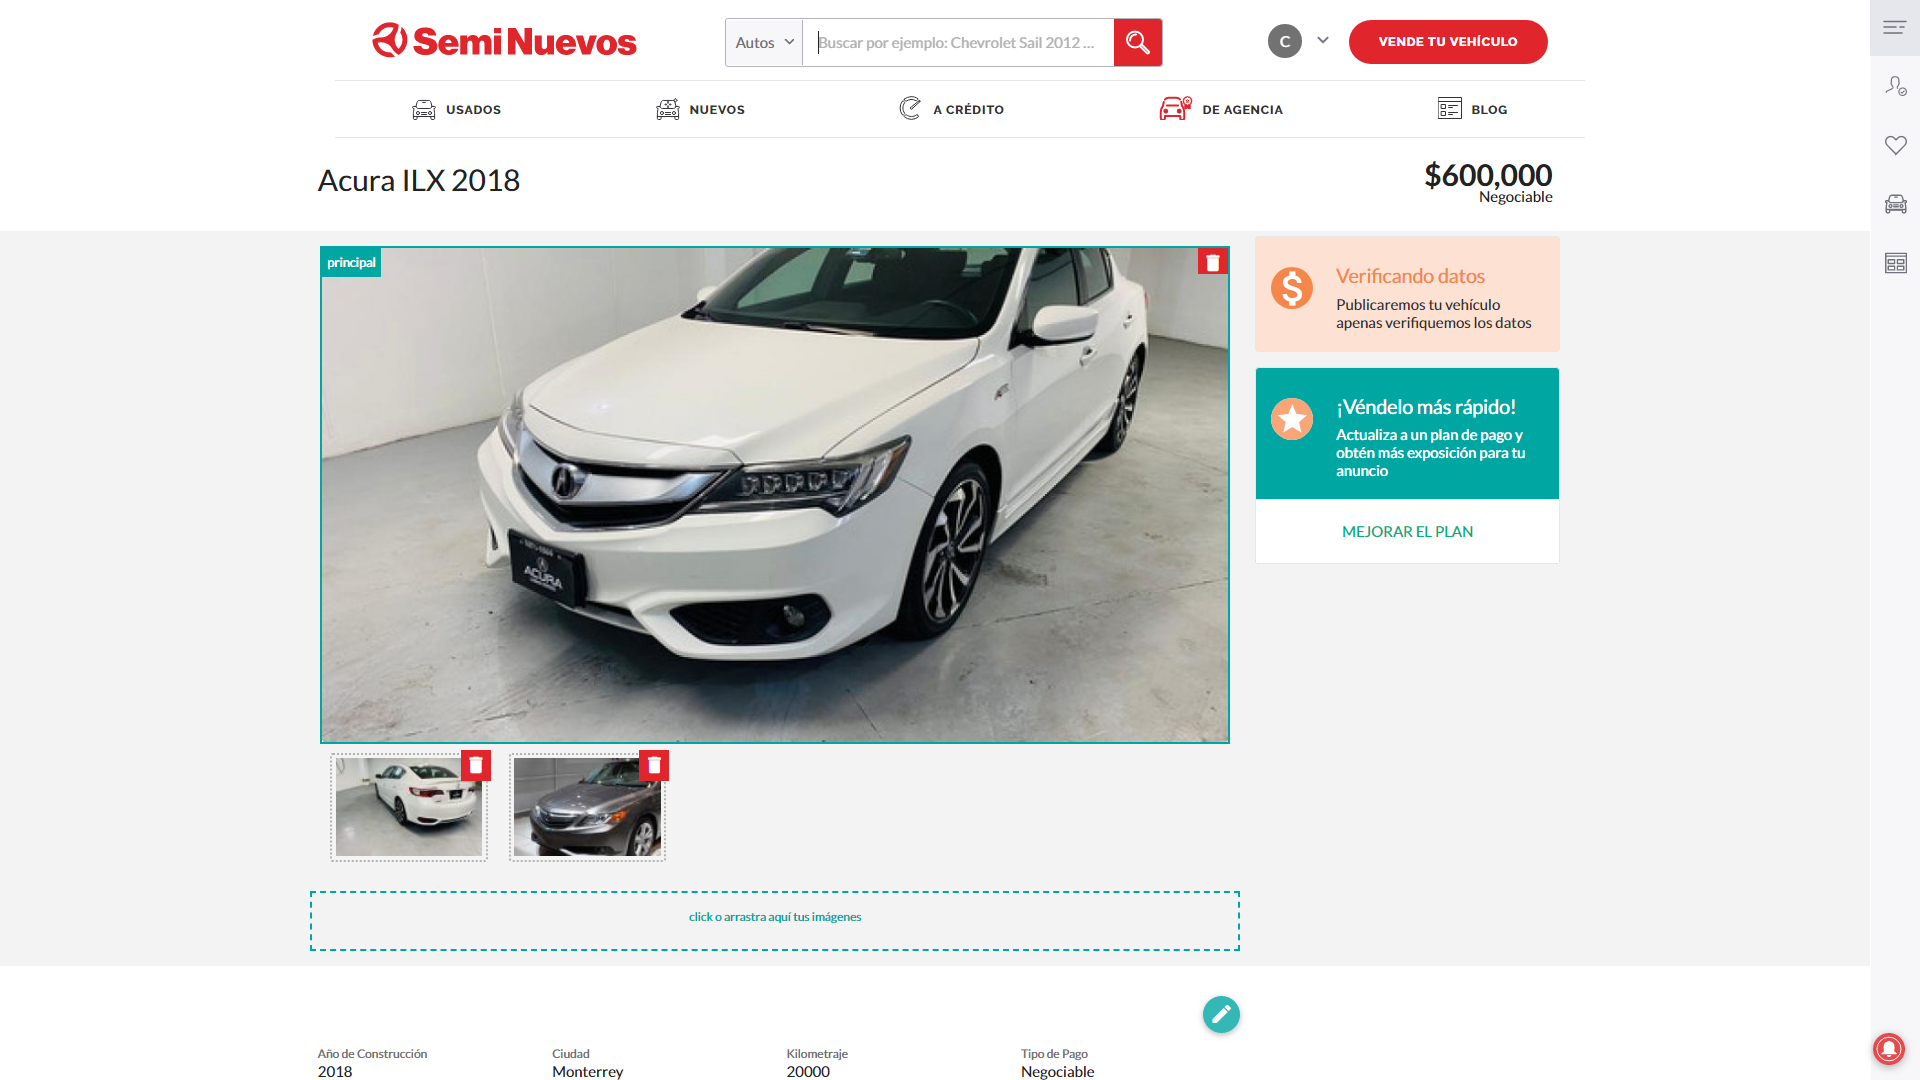 Semi Nuevos
Autos
Buscar por ejemplo: Chevrolet Sail 2012 ...
C
VENDE TU VEHÍCULO
USADOS
NUEVOS
A CRÉDITO
DE AGENCIA
BLOG
Acura ILX 2018
$600,000
Negociable
principal
ACURA
Verificando datos
Publicaremos tu vehículo
apenas verifiquemos los datos
¡Véndelo más rápido!
Actualiza a un plan de pago y
obtén más exposición para tu
anuncio
MEJORAR EL PLAN
click o arrastra aquí tus imágenes
Año de Construcción
2018
Ciudad
Monterrey
Kilometraje
20000
Tipo de Pago
Negociable